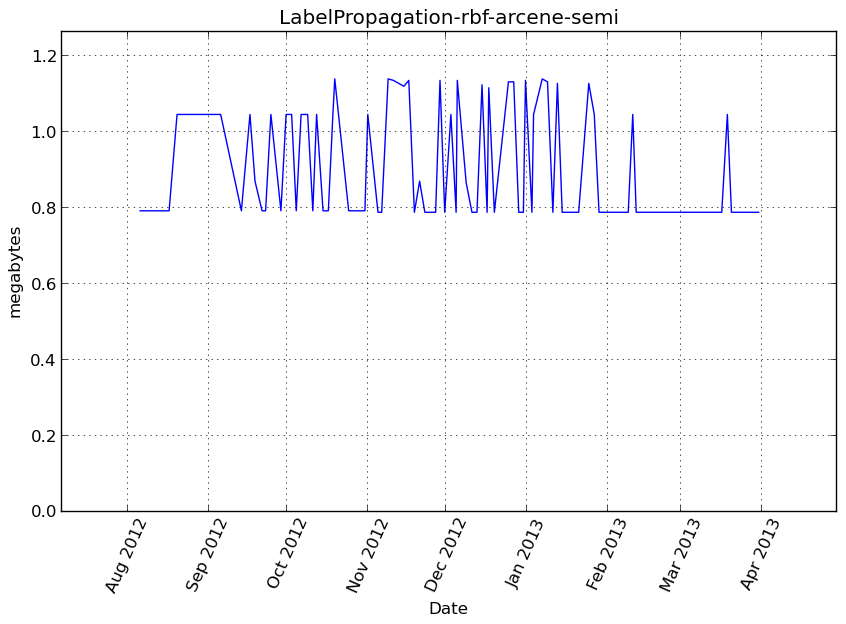 LabelPropagation-rbf-arcene-semi
1.2
1.0
0.8
0.6
0.4
0.2
0.0
megabytes
Aug 2012
Sep 2012
Oct 2012
Nov 2012
Dec 2012
Jan 2013
Feb 2013
Mar 2013
Apr 2013
Date